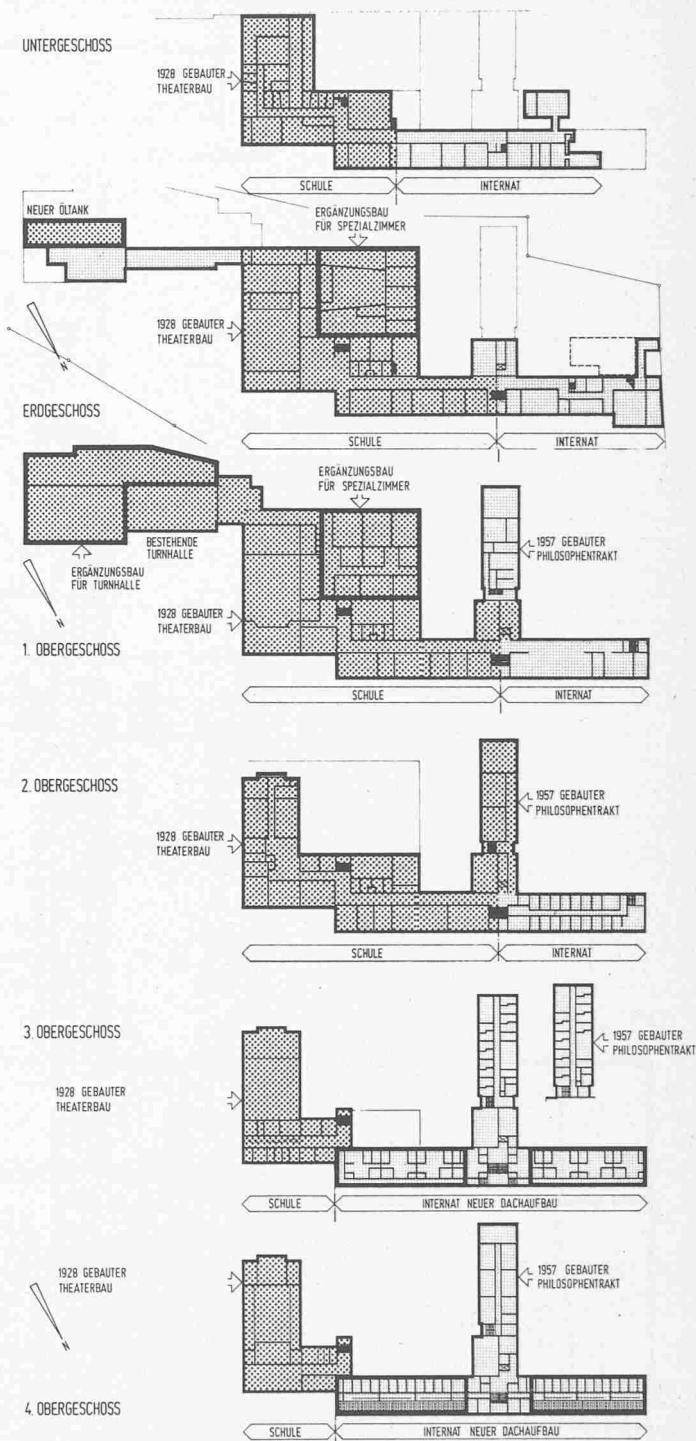 UNTERGESCHOSS
1928 GEBAUTER
THEATERBAU
SCHULE
INTERNAT
NEUER ÖLTANK
ERGÄNZUNGSBAU
FÜR SPEZIALZIMMER
1928 GEBAUTER
THEATERBAU
N
ERDGESCHOSS
SCHULE
INTERNAT
ERGÄNZUNGSBAU
FÜR SPEZIALZIMMER
BESTEHENDE
TURNHALLE
1957 GEBAUTER
PHILOSOPHENTRAKT
ERGÄNZUNGSBAU
FÜR TURNHALLE
1928 GEBAUTER
THEATERBAU
N
1. OBERGESCHOSS
SCHULE
INTERNAT
2. OBERGESCHOSS
1957 GEBAUTER
PHILOSOPHENTRAKT
1928 GEBAUTER
THEATERBAU
SCHULE
INTERNAT
3. OBERGESCHOSS
1957 GEBAUTER
PHILOSOPHENTRAKT
1928 GEBAUTER
THEATERBAU
SCHULE
INTERNAT NEUER DACHAUFBAU
1928 GEBAUTER
THEATERBAU
1957 GEBAUTER
PHILOSOPHENTRAKT
N
4. OBERGESCHOSS
SCHULE
INTERNAT NEUER DACHAUFBAU